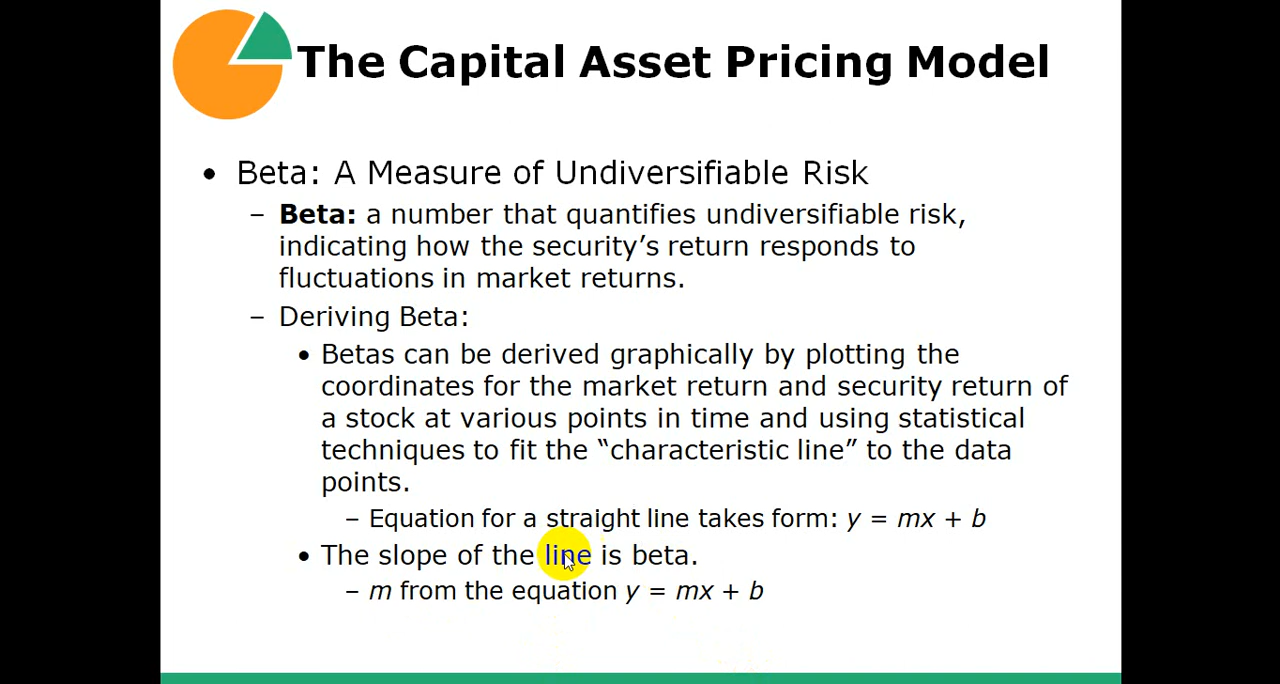 The Capital Asset Pricing Model
• Beta: A Measure of Undiversifiable Risk
– Beta: a number that quantifies undiversifiable risk,
indicating how the security’s return responds to
fluctuations in market returns.
– Deriving Beta:
• Betas can be derived graphically by plotting the
coordinates for the market return and security return of
a stock at various points in time and using statistical
techniques to fit the “characteristic line” to the data
points.
– Equation for a straight line takes form: y = mx + b
• The slope of the line is beta.
– m from the equation y = mx + b